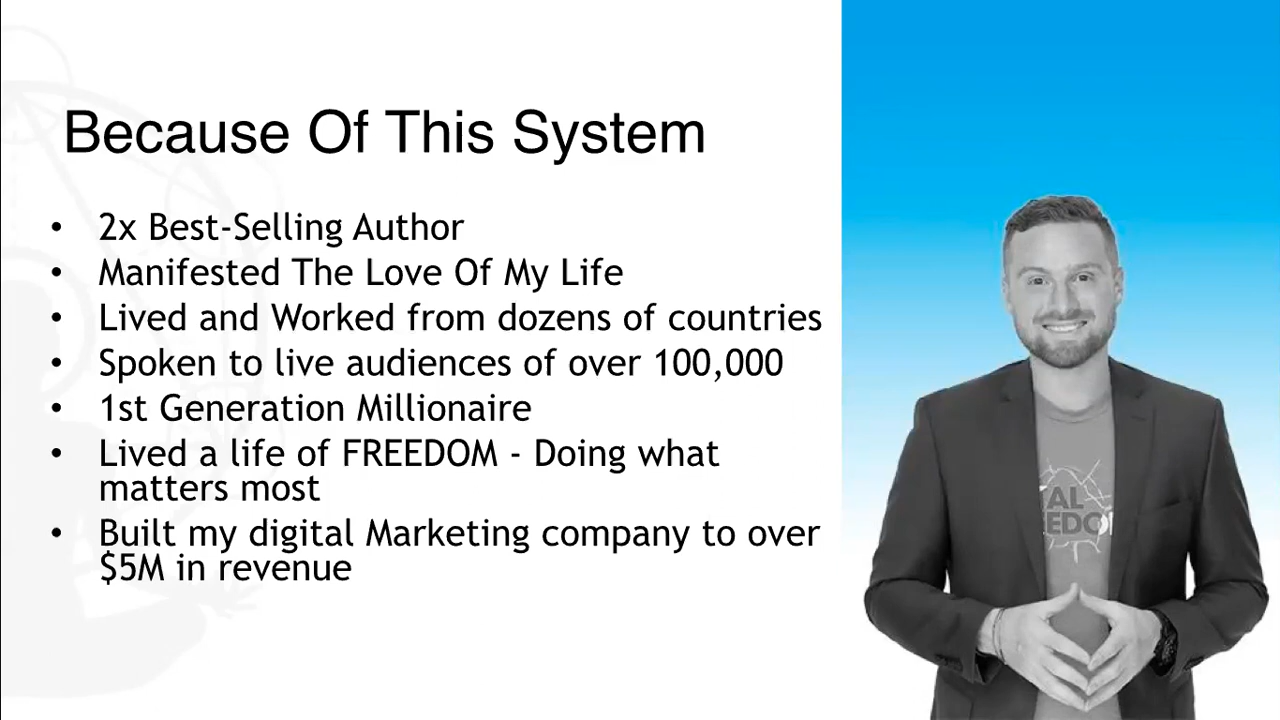 Because Of This System
• 2x Best-Selling Author
• Manifested The Love Of My Life
• Lived and Worked from dozens of countries
• Spoken to live audiences of over 100,000
• 1st Generation Millionaire
• Lived a life of FREEDOM - Doing what
matters most
• Built my digital Marketing company to over
$5M in revenue